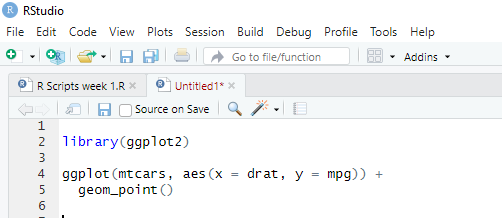 RStudio
File Edit Code View Plots Session Build Debug Profile Tools Help
Go to file/function Addins
R Scripts week 1.R × Untitled1* ×
Source on Save
1
2 library(ggplot2)
3
4 ggplot(mtcars, aes(x = drat, y = mpg)) +
5 geom_point()
6